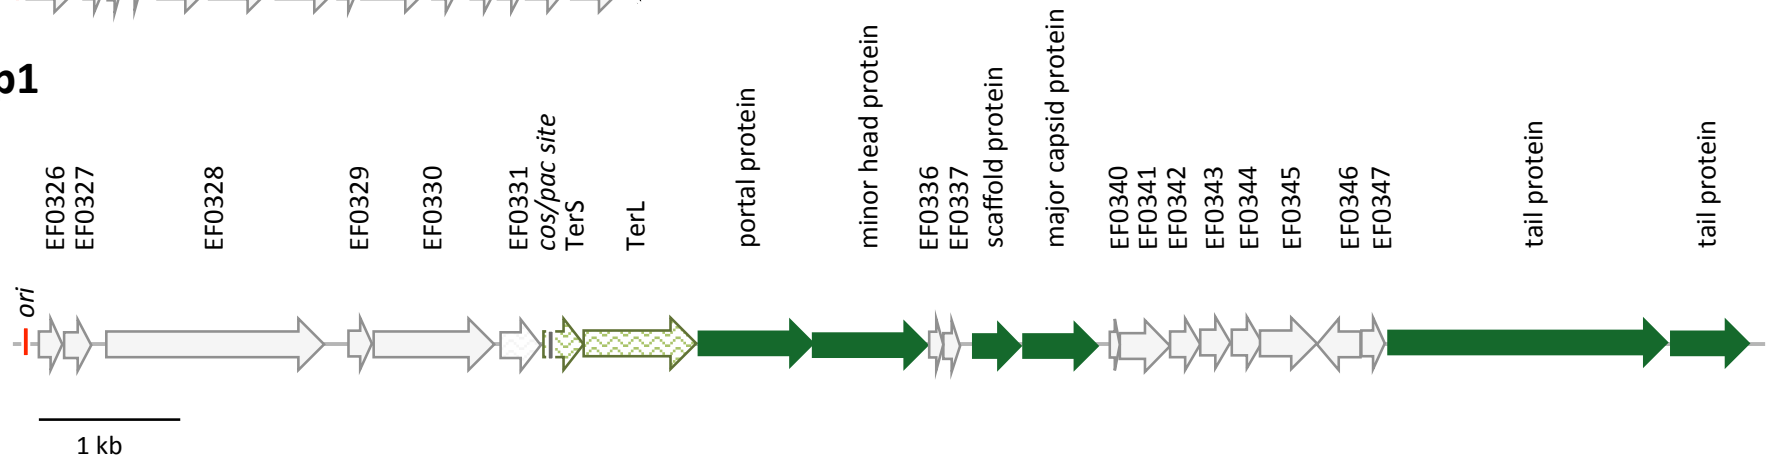 p1
ori
EF0326
EF0327
EF0328
EF0329
EF0330
EF0331
cos/pac site
TerS
TerL
portal protein
minor head protein
EF0336
EF0337
scaffold protein
major capsid protein
EF0340
EF0341
EF0342
EF0343
EF0344
EF0345
EF0346
EF0347
tail protein
tail protein
1 kb